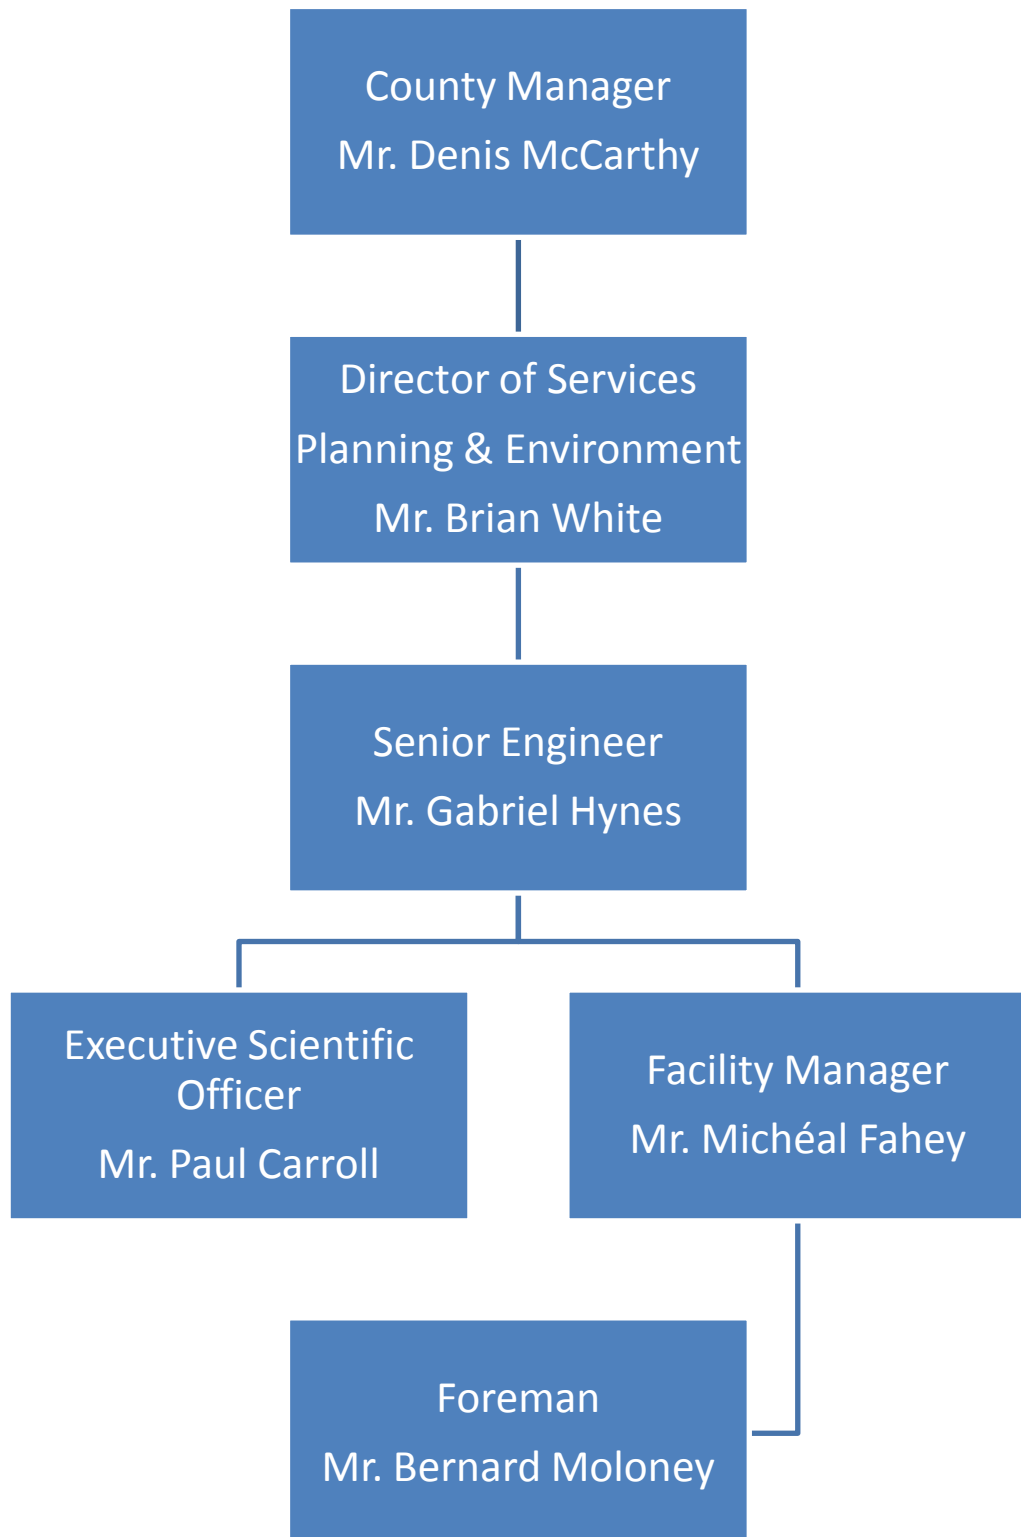 County Manager
Mr. Denis McCarthy
Director of Services
Planning & Environment
Mr. Brian White
Senior Engineer
Mr. Gabriel Hynes
Executive Scientific
Officer
Mr. Paul Carroll
Facility Manager
Mr. Michéal Fahey
Foreman
Mr. Bernard Moloney